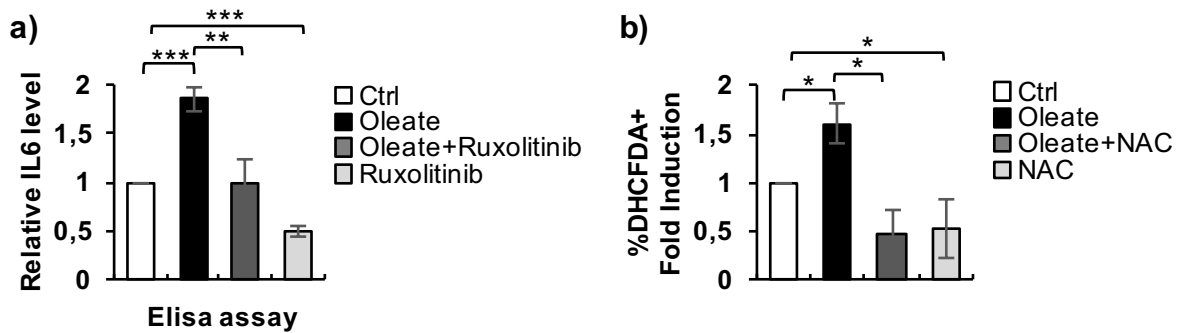 a)
***
***
**
Relative IL6 level
2
1,5
1
0,5
0
Elisa assay
Ctrl
Oleate
Oleate+Ruxolitinib
Ruxolitinib
b)
*
*
*
%DHCFDA+
Fold Induction
2
1,5
1
0,5
0
Ctrl
Oleate
Oleate+NAC
NAC